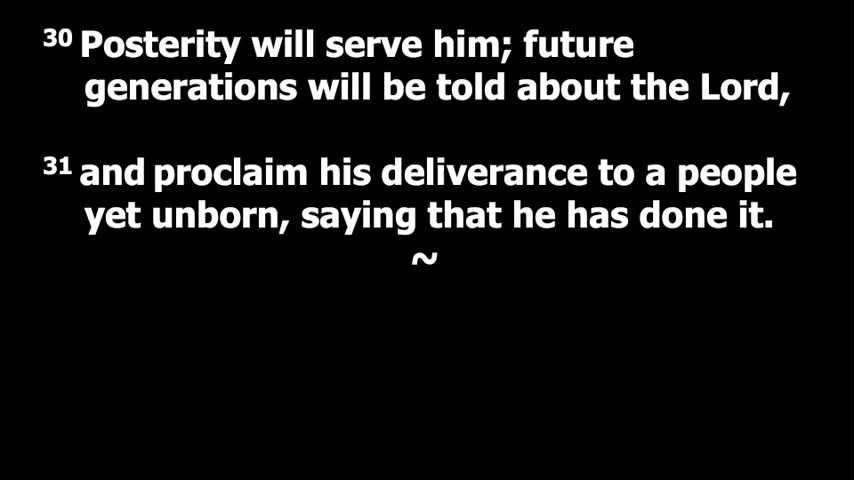 30 Posterity will serve him; future
generations will be told about the Lord,
31 and proclaim his deliverance to a people
yet unborn, saying that he has done it.
~